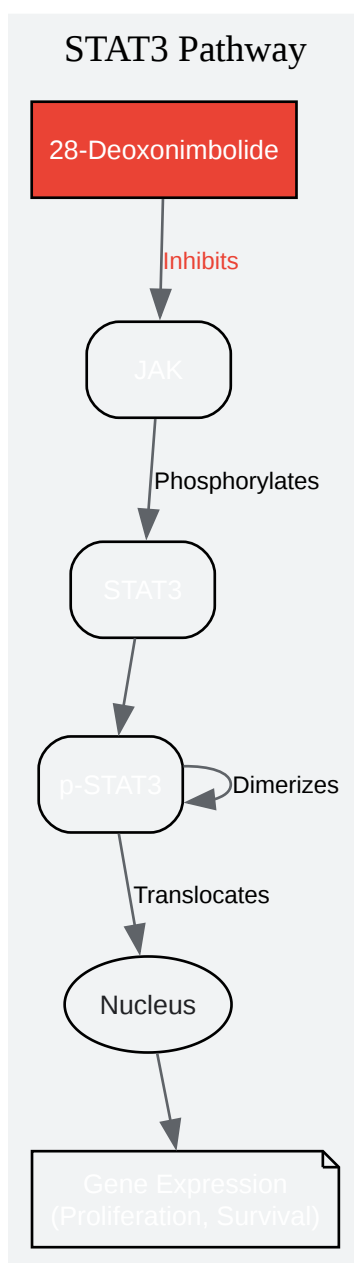 STAT3 Pathway
28-Deoxonimbolide
Inhibits
JAK
Phosphorylates
STAT3
p-STAT3
Dimerizes
Translocates
Nucleus
Gene Expression
(Proliferation, Survival)